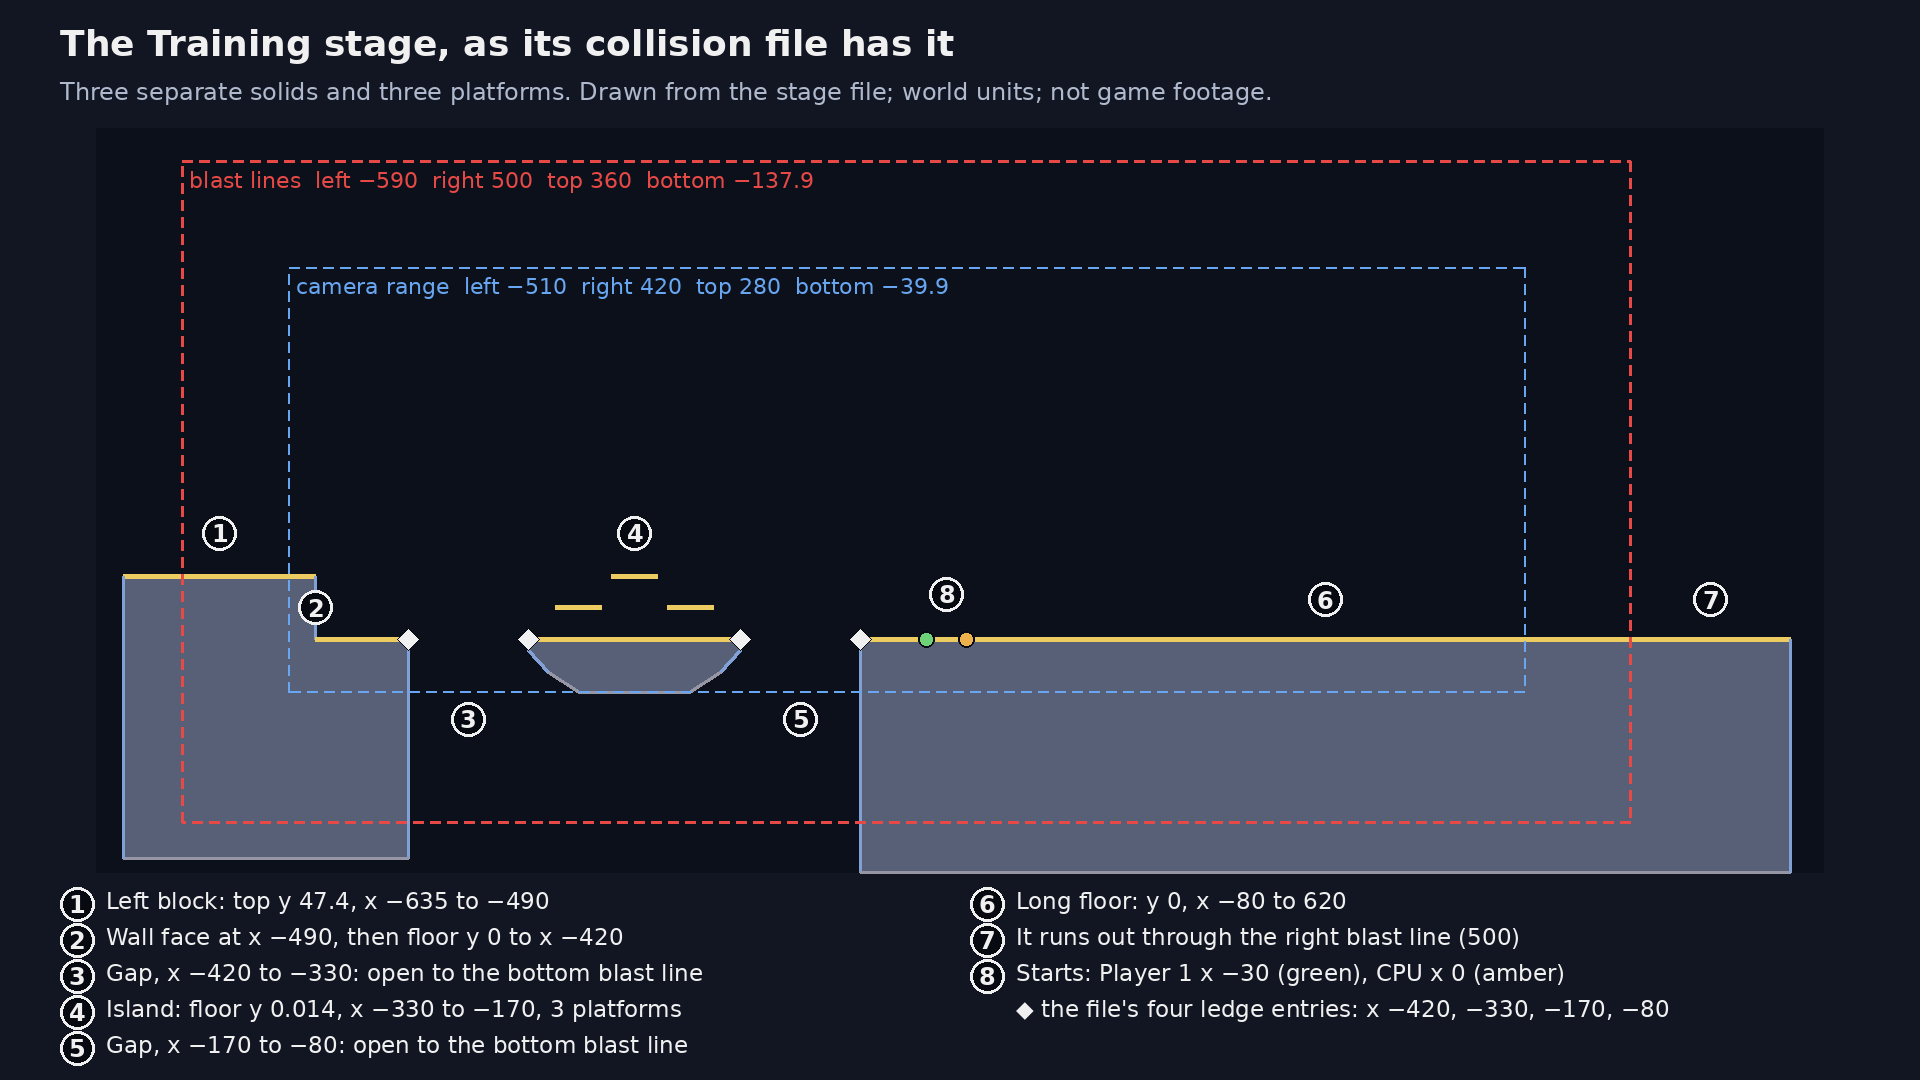 The Training stage, as its collision file has it
Three separate solids and three platforms. Drawn from the stage file; world units; not game footage.
blast lines  left −590  right 500  top 360  bottom −137.9
camera range  left −510  right 420  top 280  bottom −39.9
1
4
2
8
6
7
3
5
1 Left block: top y 47.4, x −635 to −490
2 Wall face at x −490, then floor y 0 to x −420
3 Gap, x −420 to −330: open to the bottom blast line
4 Island: floor y 0.014, x −330 to −170, 3 platforms
5 Gap, x −170 to −80: open to the bottom blast line
6 Long floor: y 0, x −80 to 620
7 It runs out through the right blast line (500)
8 Starts: Player 1 x −30 (green), CPU x 0 (amber)
◆ the file's four ledge entries: x −420, −330, −170, −80